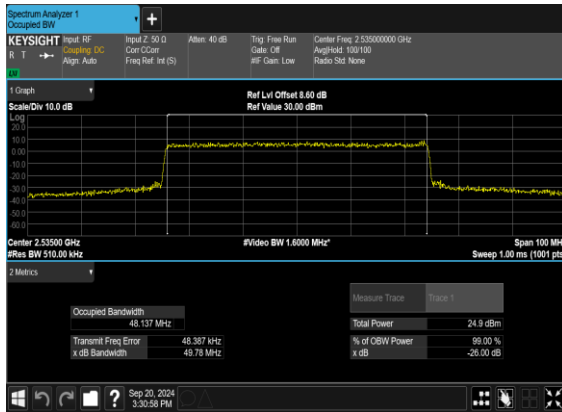 Spectrum Analyzer 1
Occupied BW
KEYSIGHT Input: RF Input Z: 50 Ω Atten: 40 dB Trig: Free Run Center Freq: 2.535000000 GHz
R T Coupling: DC Corr CCorr Gate: Off Avg|Hold: 100/100
Align: Auto Freq Ref: Int (S) #IF Gain: Low Radio Std: None
LXI
1 Graph
Ref Lvl Offset 8.60 dB
Scale/Div 10.0 dB Ref Value 30.00 dBm
Log
20.0
10.0
0.00
-10.0
-20.0
-30.0
-40.0
-50.0
-60.0
Center 2.53500 GHz #Video BW 1.6000 MHz* Span 100 MH
#Res BW 510.00 kHz Sweep 1.00 ms (1001 pts
2 Metrics
Measure Trace Trace 1
Occupied Bandwidth
48.137 MHz Total Power 24.9 dBm
Transmit Freq Error 48.387 kHz % of OBW Power 99.00 %
x dB Bandwidth 49.78 MHz x dB -26.00 dB
? Sep 20, 2024
3:30:58 PM